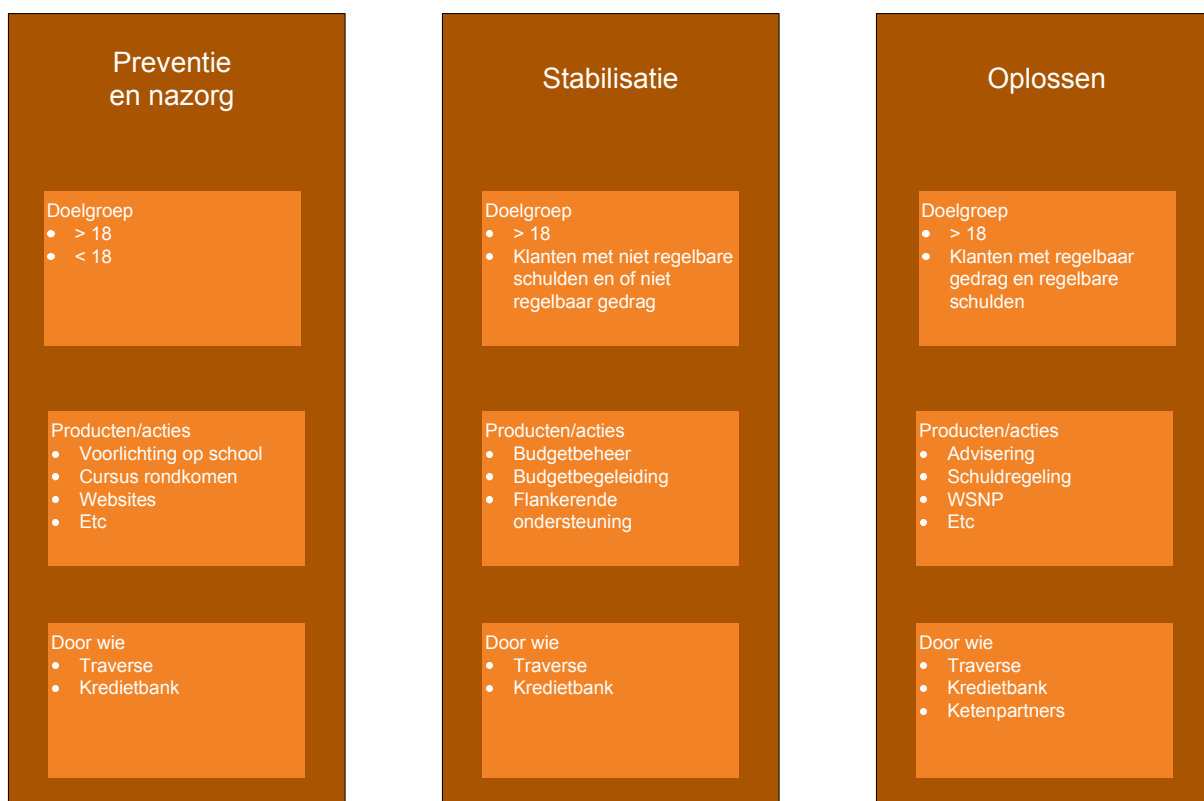 Preventie
en nazorg
Doelgroep
• > 18
• < 18
Producten/acties
• Voorlichting op school
• Cursus rondkomen
• Websites
• Etc
Door wie
• Traverse
• Kredietbank
Stabilisatie
Doelgroep
• > 18
• Klanten met niet regelbare
schulden en of niet
regelbaar gedrag
Producten/acties
• Budgetbeheer
• Budgetbegeleiding
• Flankerende
ondersteuning
Door wie
• Traverse
• Kredietbank
Oplossen
Doelgroep
• > 18
• Klanten met regelbaar
gedrag en regelbare
schulden
Producten/acties
• Advisering
• Schuldregeling
• WSNP
• Etc
Door wie
• Traverse
• Kredietbank
• Ketenpartners